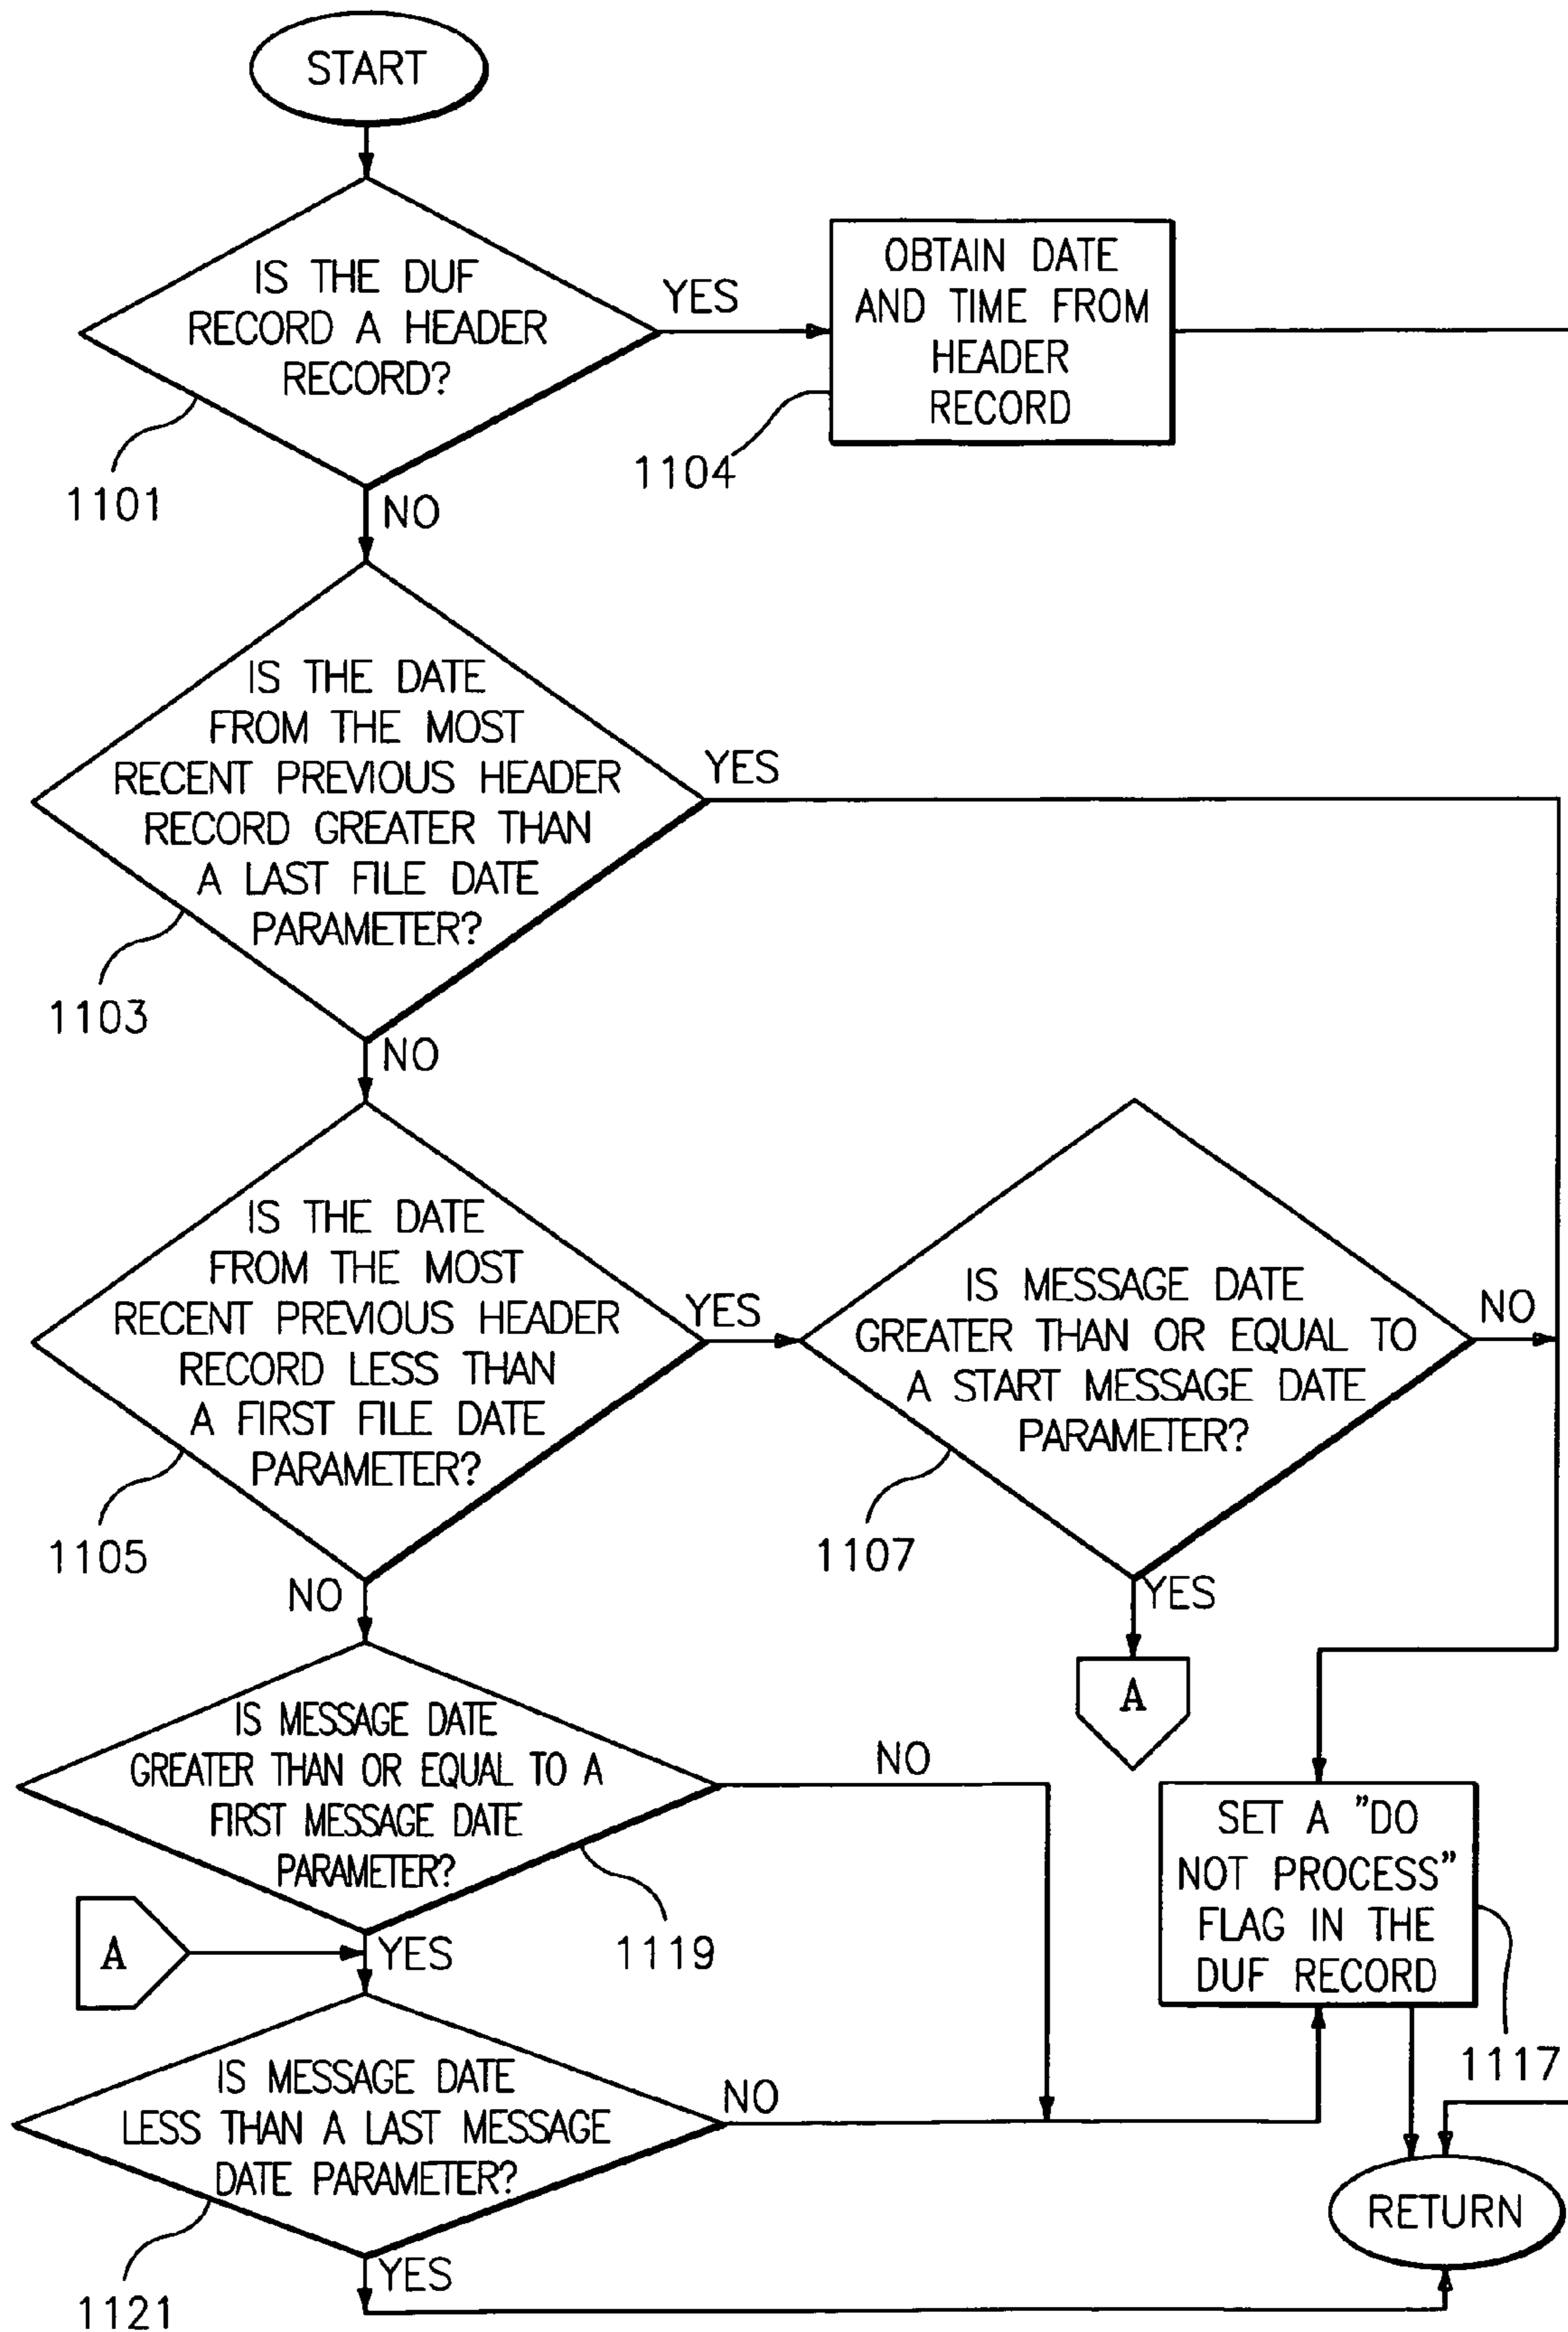 START
IS THE DUF
RECORD A HEADER
RECORD?
YES
OBTAIN DATE
AND TIME FROM
HEADER
RECORD
1101
1104
NO
IS THE DATE
FROM THE MOST
RECENT PREVIOUS HEADER
RECORD GREATER THAN
A LAST FILE DATE
PARAMETER?
YES
1103
NO
IS THE DATE
FROM THE MOST
RECENT PREVIOUS HEADER
RECORD LESS THAN
A FIRST FILE DATE
PARAMETER?
YES
IS MESSAGE DATE
GREATER THAN OR EQUAL TO
A START MESSAGE DATE
PARAMETER?
NO
1105
1107
NO
YES
A
IS MESSAGE DATE
GREATER THAN OR EQUAL TO A
FIRST MESSAGE DATE
PARAMETER?
NO
SET A "DO
NOT PROCESS"
FLAG IN THE
DUF RECORD
1119
A
YES
1117
IS MESSAGE DATE
LESS THAN A LAST MESSAGE
DATE PARAMETER?
NO
RETURN
YES
1121